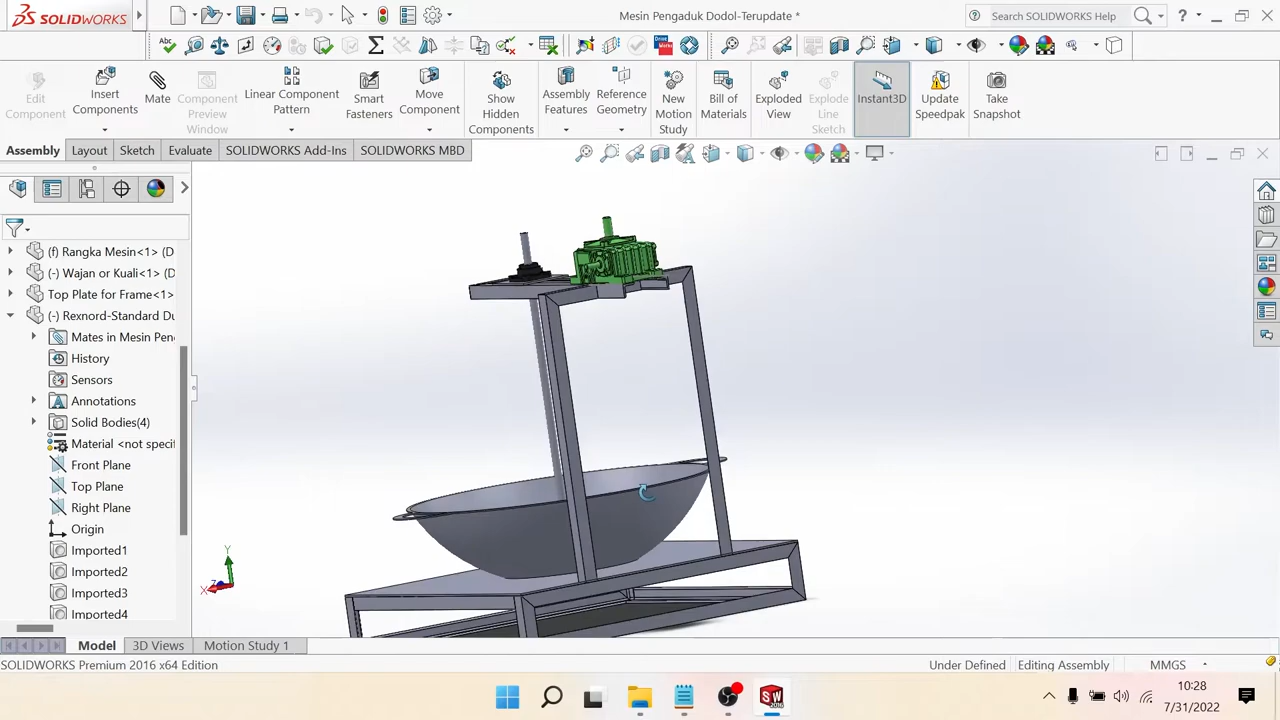 SOLIDWORKS
Mesin Pengaduk Dodol-Terupdate *
Search SOLIDWORKS Help
Edit Component
Insert Components
Mate
Component Preview Window
Linear Component Pattern
Smart Fasteners
Move Component
Show Hidden Components
Assembly Features
Reference Geometry
New Motion Study
Bill of Materials
Exploded View
Explode Line Sketch
Instant3D
Update Speedpak
Take Snapshot
Assembly
Layout
Sketch
Evaluate
SOLIDWORKS Add-Ins
SOLIDWORKS MBD
(f) Rangka Mesin<1> (D
(-) Wajan or Kuali<1> (D
Top Plate for Frame<1>
(-) Rexnord-Standard Du
Mates in Mesin Pen
History
Sensors
Annotations
Solid Bodies(4)
Material <not specif
Front Plane
Top Plane
Right Plane
Origin
Imported1
Imported2
Imported3
Imported4
Y
X
Model
3D Views
Motion Study 1
SOLIDWORKS Premium 2016 x64 Edition
Under Defined
Editing Assembly
MMGS
10:28
7/31/2022